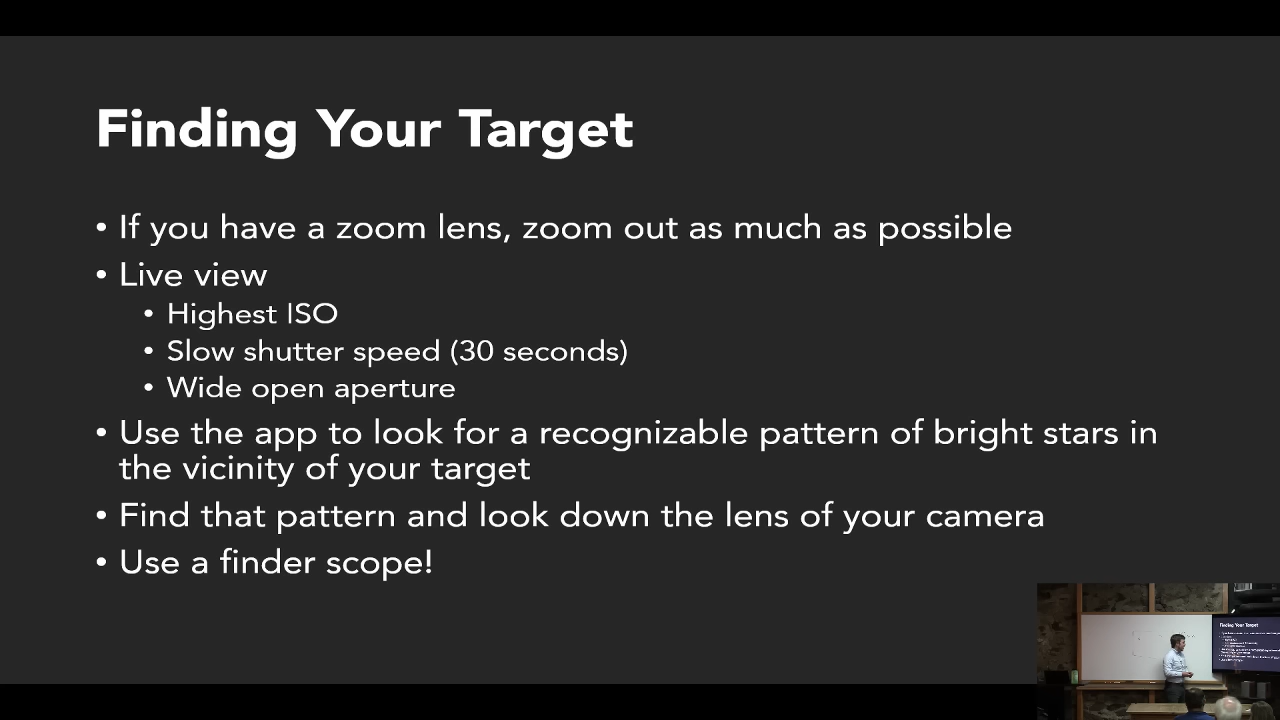 Finding Your Target
• If you have a zoom lens, zoom out as much as possible
• Live view
• Highest ISO
• Slow shutter speed (30 seconds)
• Wide open aperture
• Use the app to look for a recognizable pattern of bright stars in
the vicinity of your target
• Find that pattern and look down the lens of your camera
• Use a finder scope!
Finding Your Target